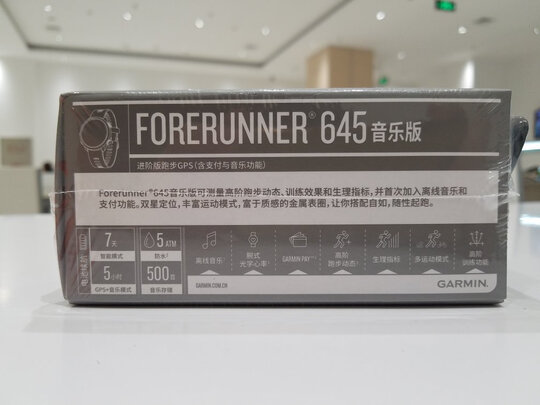 FORERUNNER® 645 音乐版
进阶版跑步GPS(含支付与音乐功能)
Forerunner®645音乐版可测量高阶跑步动态、训练效果和生理指标,并首次加入离线音乐和
支付功能。双星定位,丰富运动模式,富于质感的金属表圈,让你搭配自如,随性起跑。
电池续航
7天
智能模式
5小时
GPS+音乐模式
5 ATM
防水
500首
音乐存储
离线音乐
腕式
光学心率
GARMIN PAY
高阶
跑步动态
生理指标
多运动模式
高阶
训练功能
GARMIN.COM.CN
GARMIN